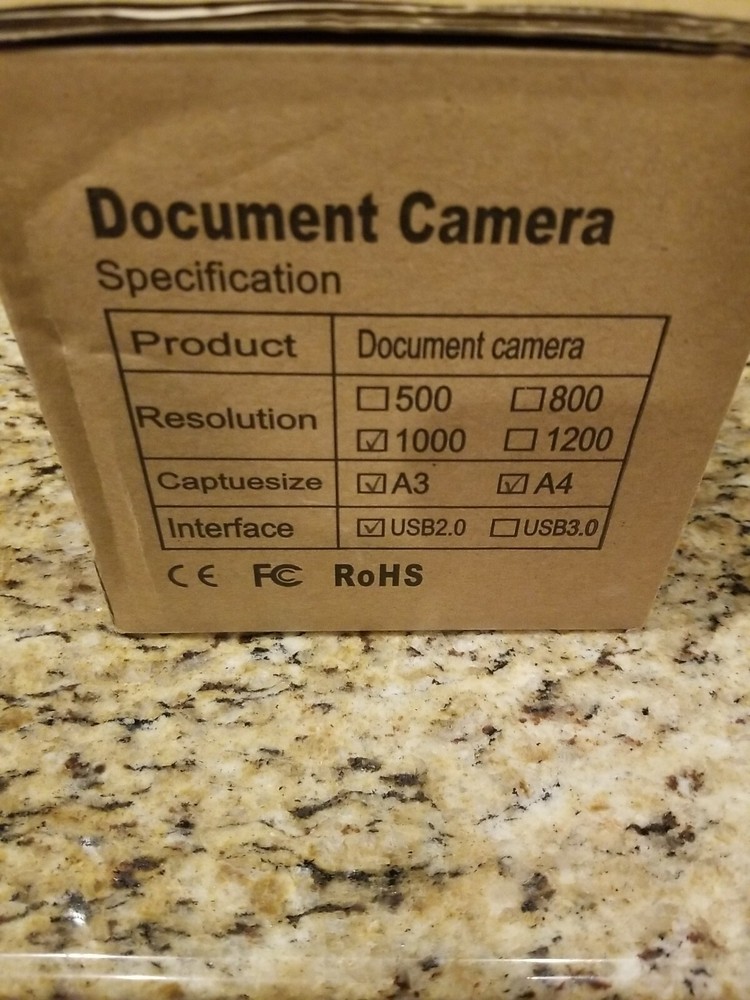 Document Camera
Specification
Product Document camera
Resolution ☐500 ☐800
☑1000 ☐1200
Captuesize ☑A3 ☑A4
Interface ☑USB2.0 ☐USB3.0
CE FC RoHS